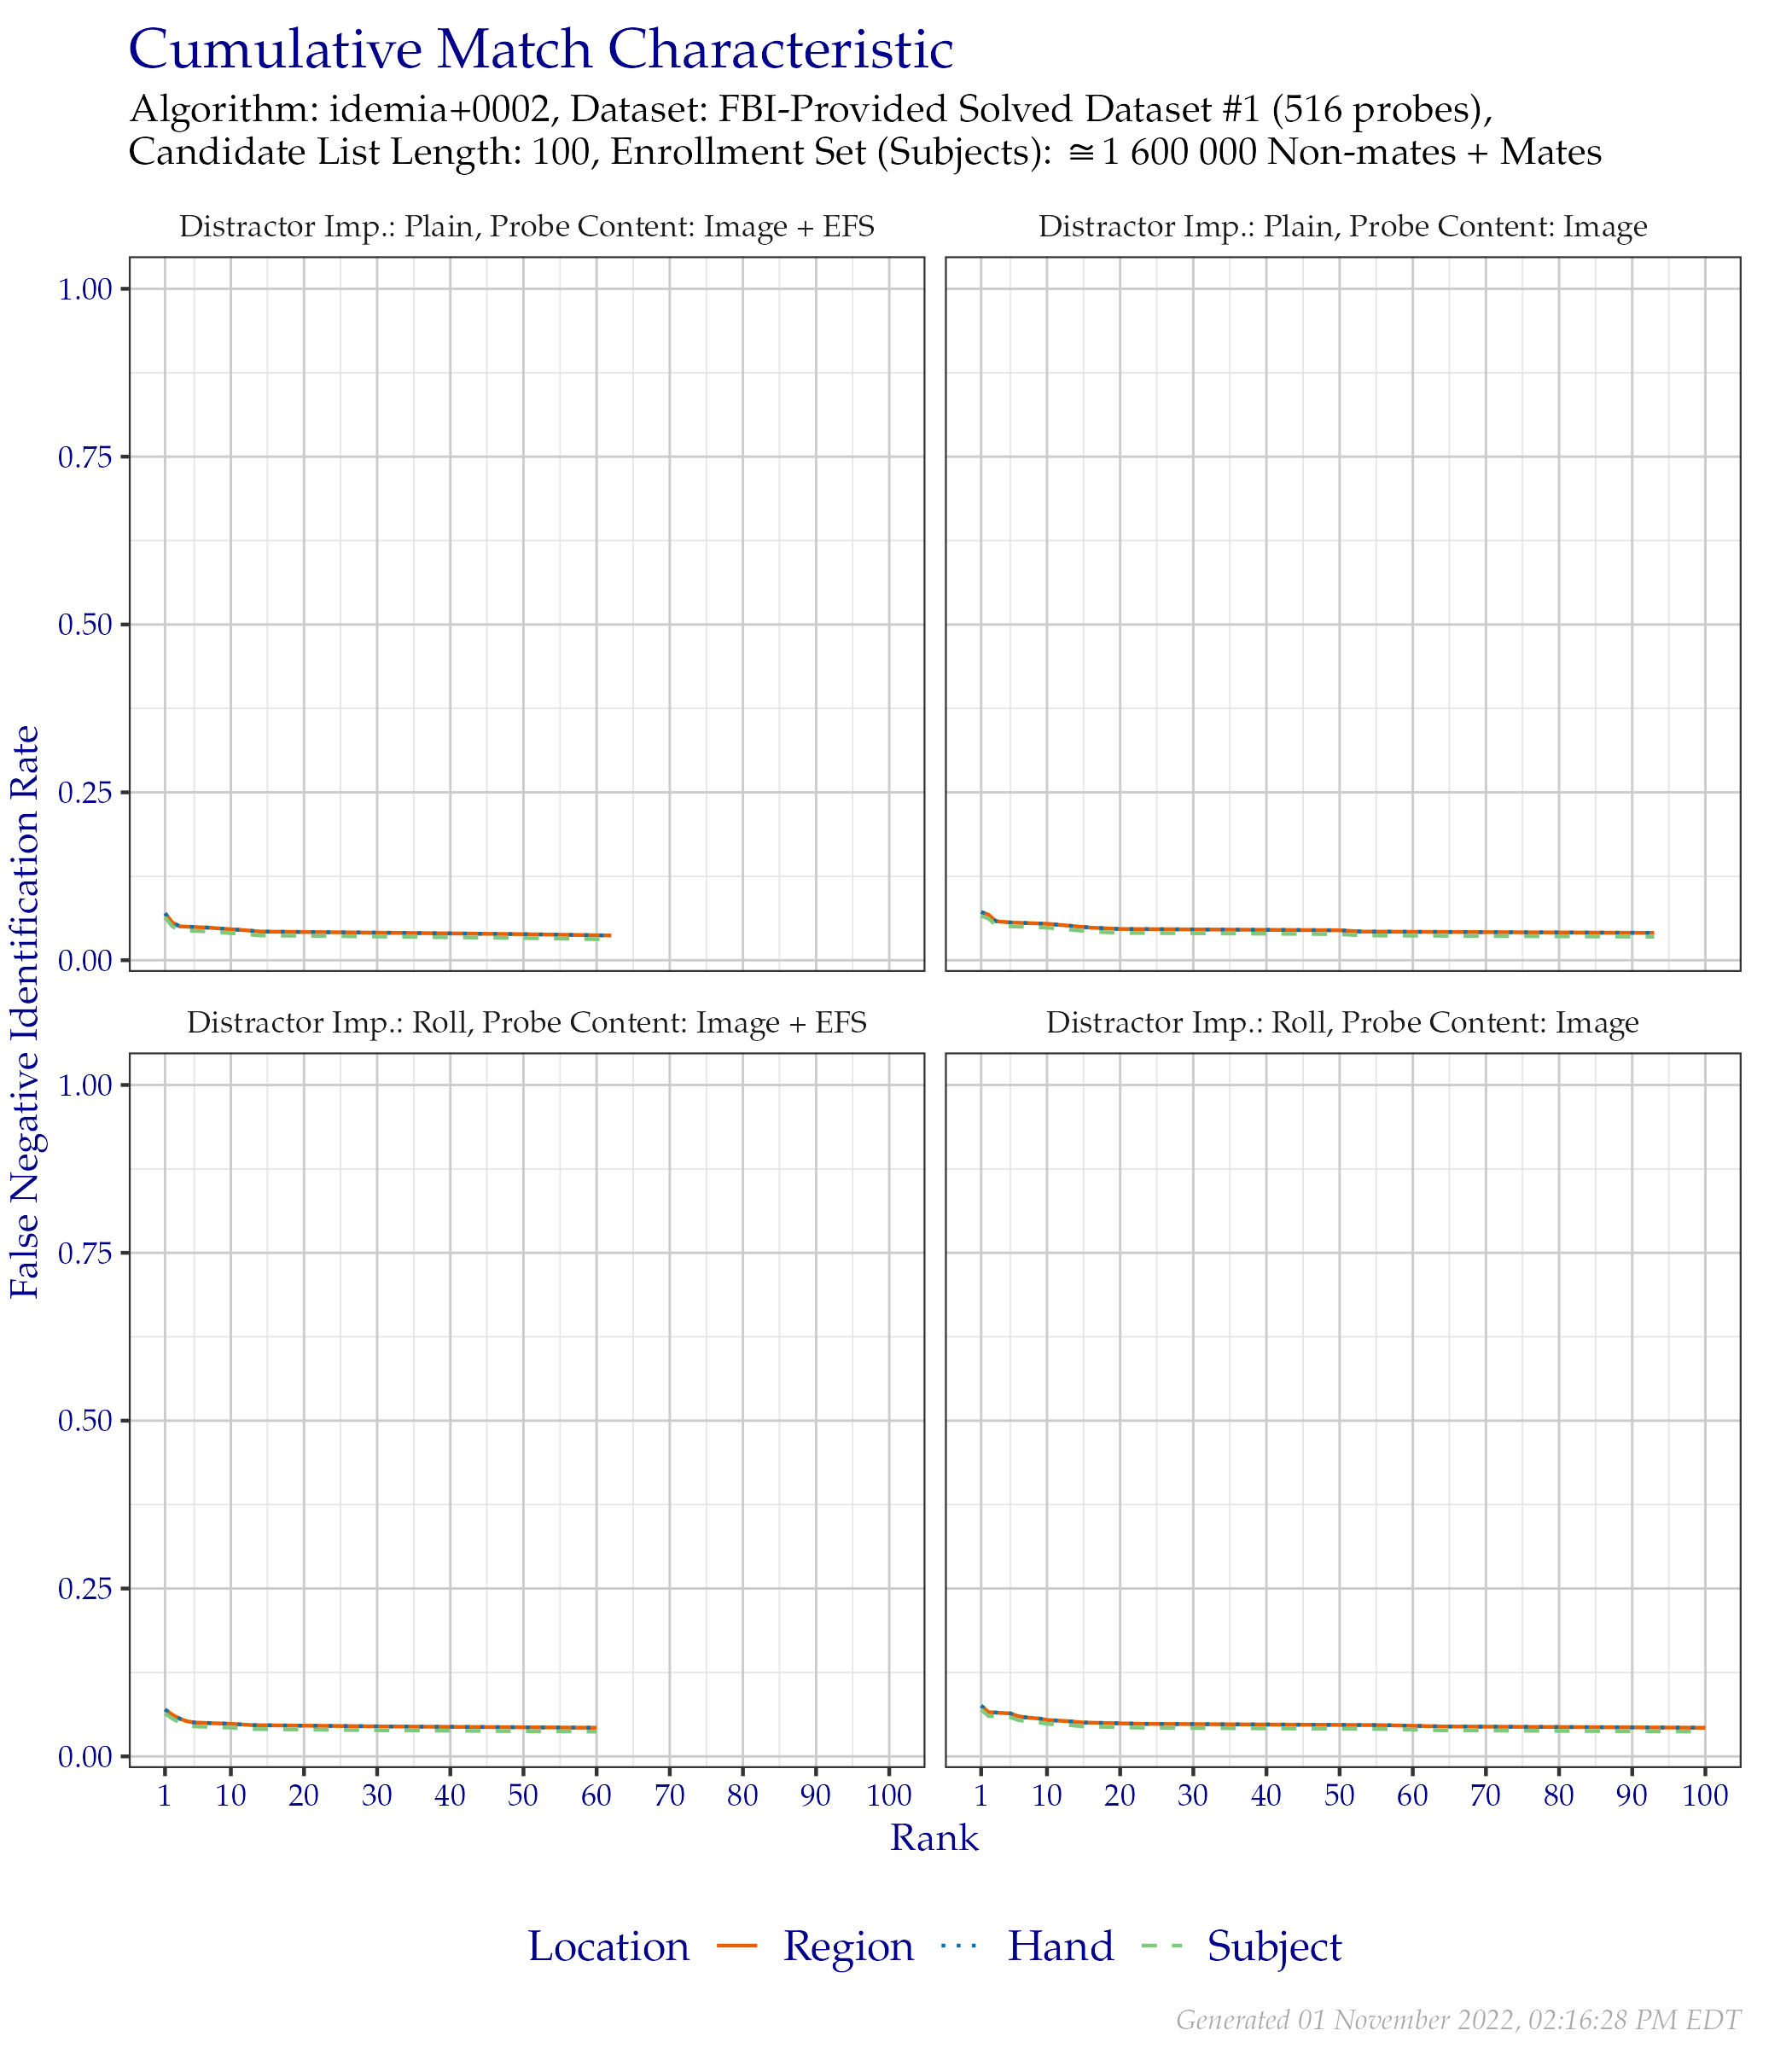 Cumulative Match Characteristic
Algorithm: idemia+0002, Dataset: FBI-Provided Solved Dataset #1 (516 probes),
Candidate List Length: 100, Enrollment Set (Subjects): ≅ 1 600 000 Non-mates + Mates
Distractor Imp.: Plain, Probe Content: Image + EFS
Distractor Imp.: Plain, Probe Content: Image
1.00
0.75
0.50
0.25
0.00
False Negative Identification Rate
Distractor Imp.: Roll, Probe Content: Image + EFS
Distractor Imp.: Roll, Probe Content: Image
1.00
0.75
0.50
0.25
0.00
1 10 20 30 40 50 60 70 80 90 100
1 10 20 30 40 50 60 70 80 90 100
Rank
Location Region Hand Subject
Generated 01 November 2022, 02:16:28 PM EDT